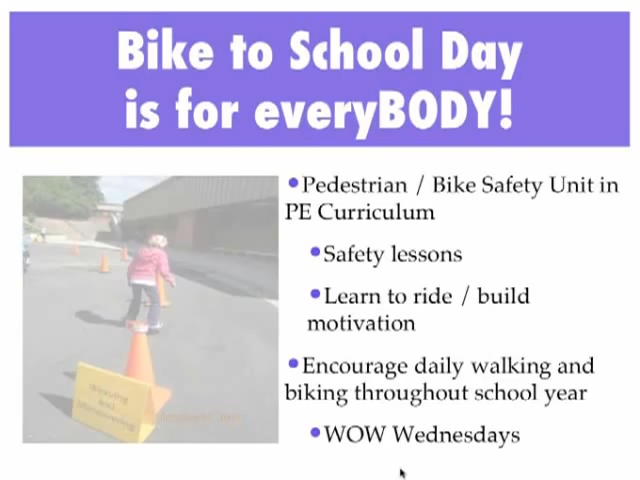 Bike to School Day
is for everyBODY!
•Pedestrian / Bike Safety Unit in
PE Curriculum
•Safety lessons
•Learn to ride / build
motivation
•Encourage daily walking and
biking throughout school year
•WOW Wednesdays